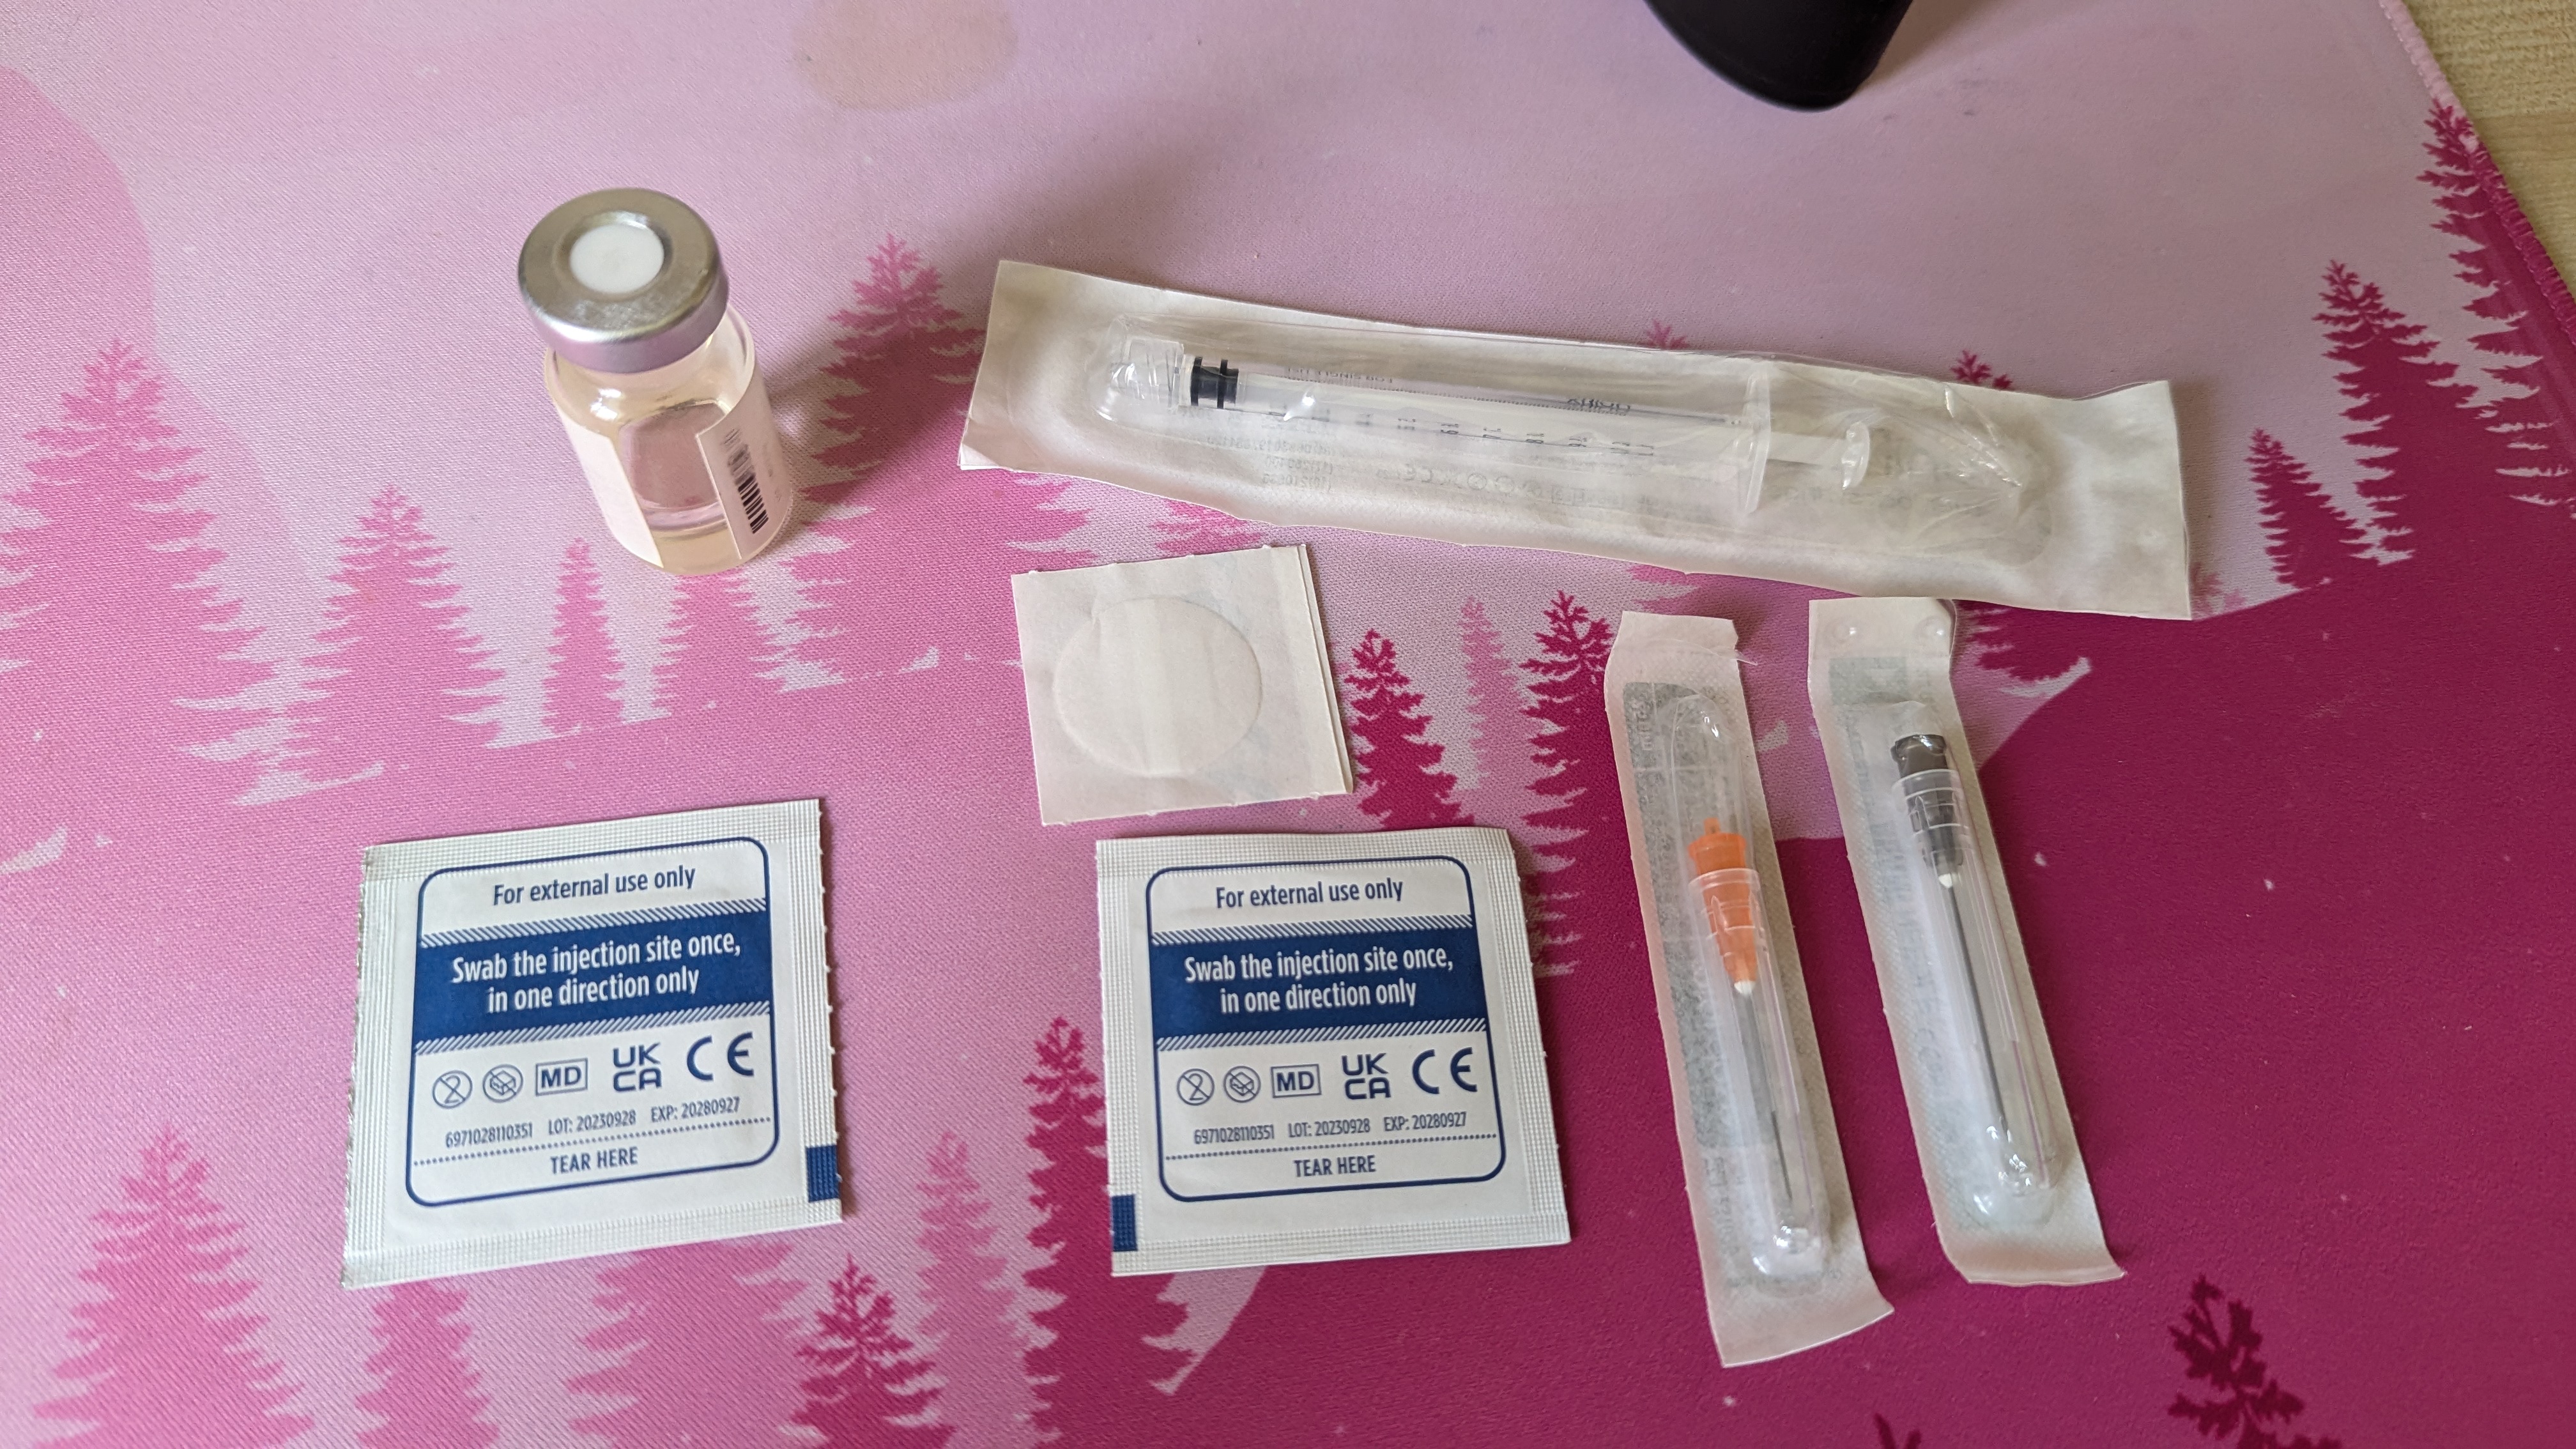 For external use only
Swab the injection site once,
in one direction only
MD
UK
CA
CE
6971028110351 LOT: 20230928 EXP: 20280927
TEAR HERE
For external use only
Swab the injection site once,
in one direction only
MD
UK
CA
CE
6971028110351 LOT: 20230928 EXP: 20280927
TEAR HERE